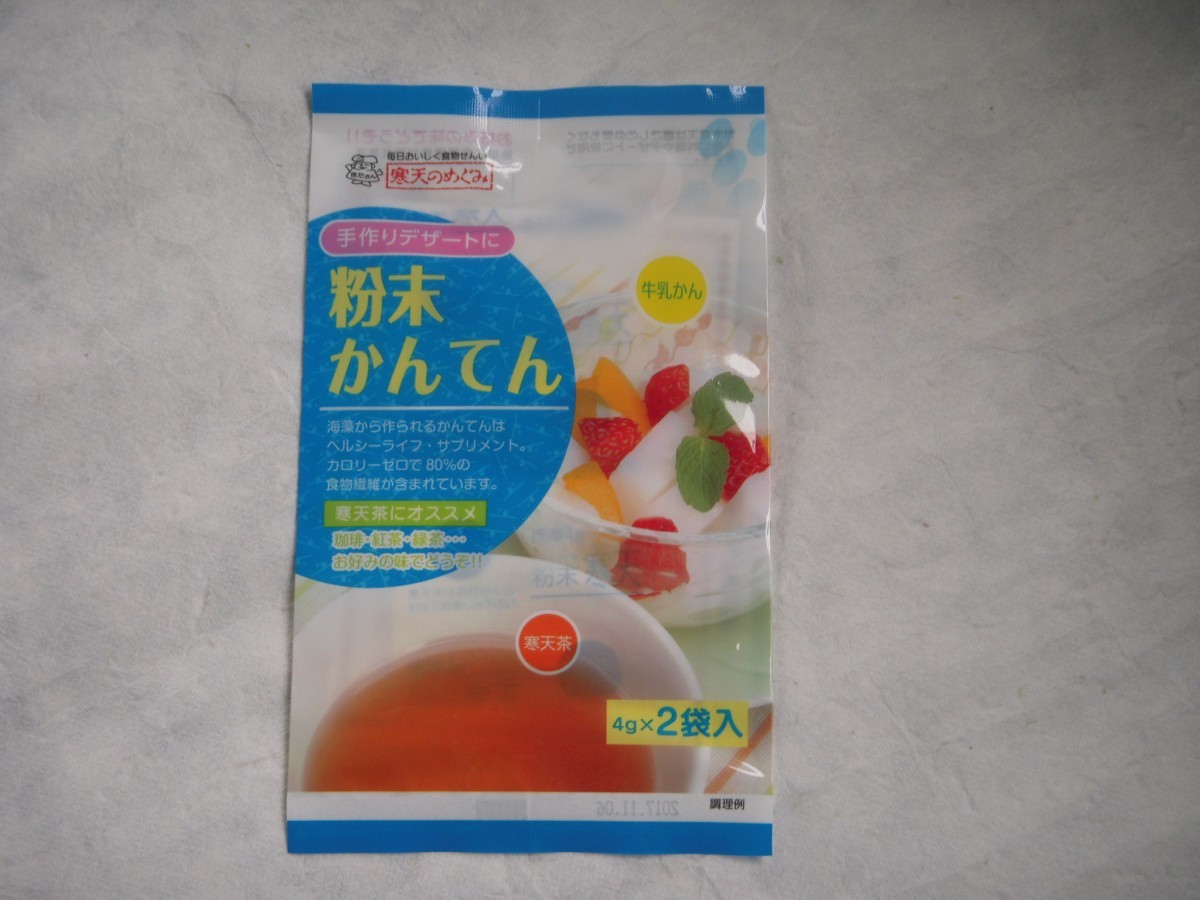 毎日おいしく食物せんい
寒天のめぐみ
手作りデザートに
粉末
かんてん
牛乳かん
海藻から作られるかんてんは
ヘルシーライフ・サプリメント。
カロリーゼロで80%の
食物繊維が含まれています。
寒天茶にオススメ
珈琲・紅茶・緑茶・・・
お好みの味でどうぞ!!
粉末寒天
寒天茶
4g×2袋入
調理例
2017.11.06